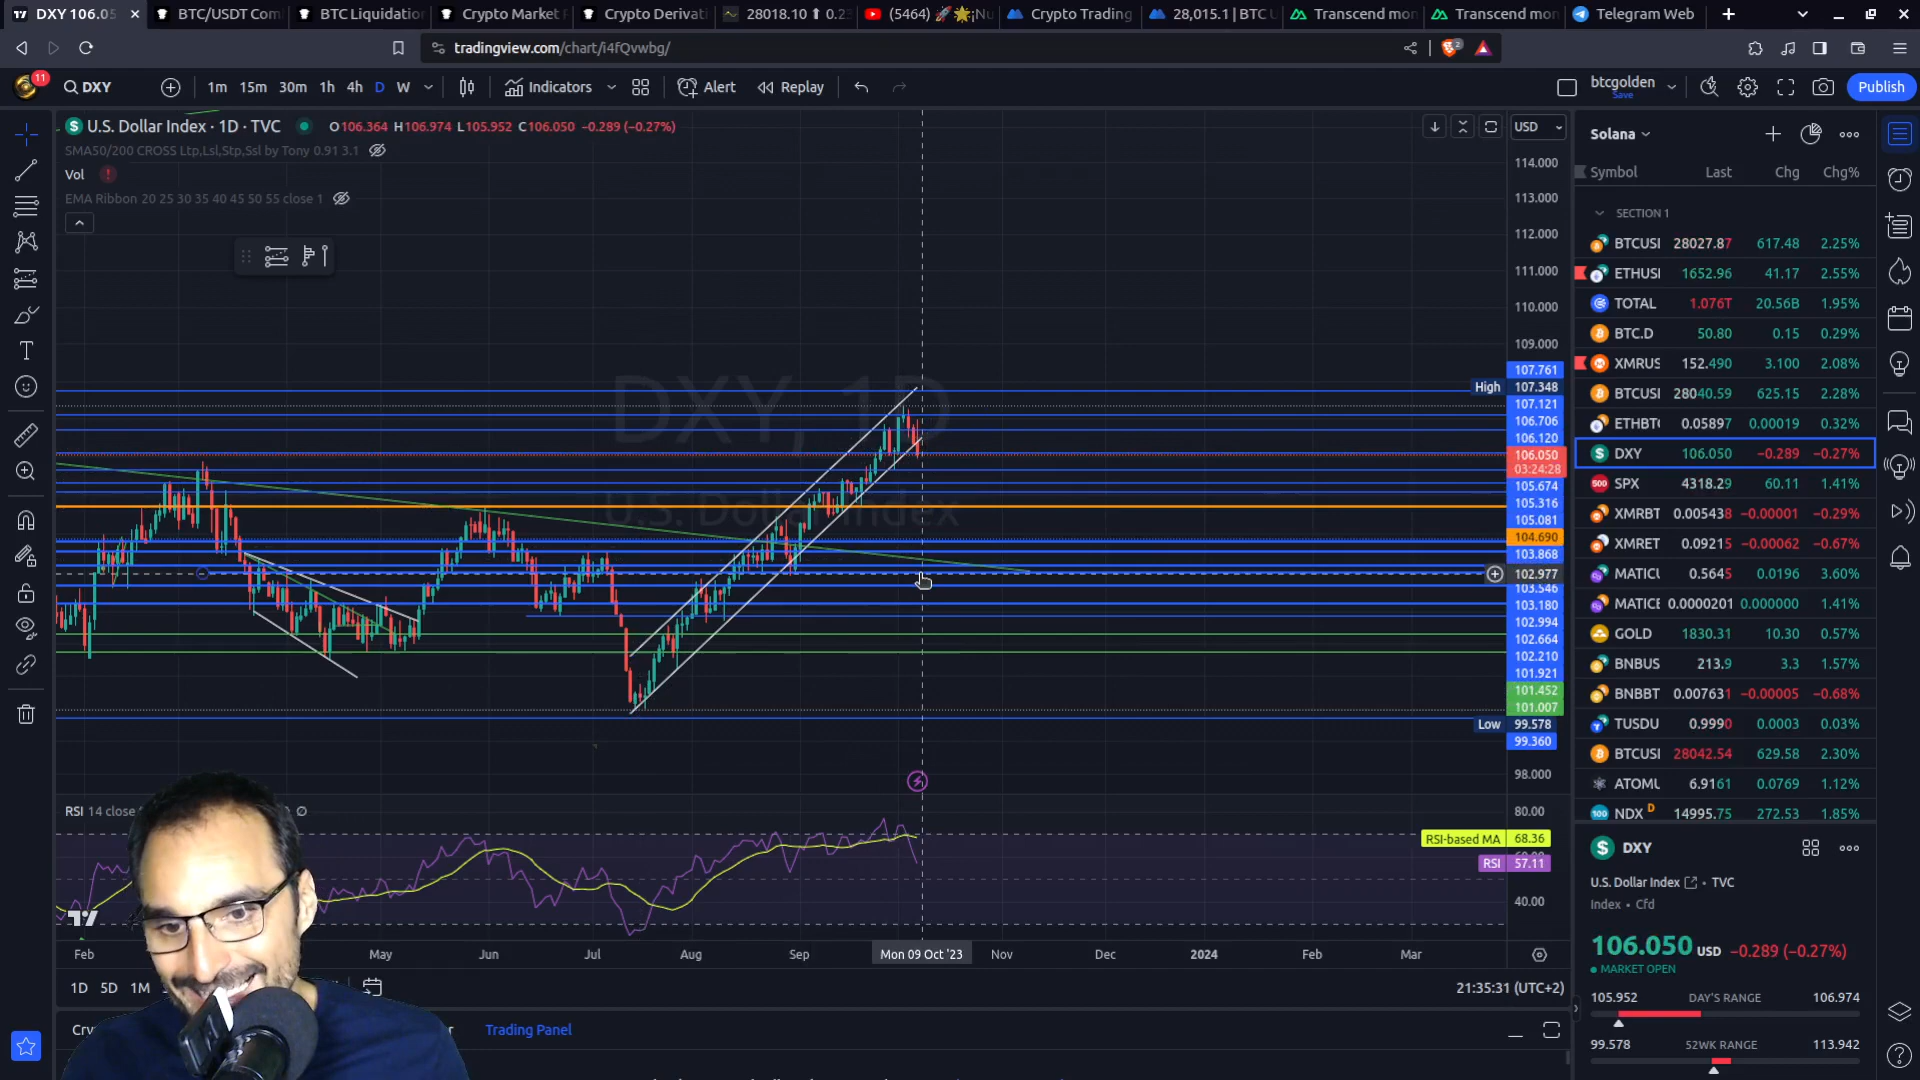 DXY 106.05
BTC/USDT Com
BTC Liquidation
Crypto Market
Crypto Derivati
28018.10
(5464)
Crypto Trading
28,015.1 | BTC U
Transcend mon
Transcend mon
Telegram Web
tradingview.com/chart/i4fQvwbg/
2
11
DXY
1m 15m 30m 1h 4h D W
Indicators
Alert
Replay
btcgolden
Save
Publish
U.S. Dollar Index · 1D · TVC
O106.364 H106.974 L105.952 C106.050 −0.289 (−0.27%)
USD
SMA50/200 CROSS Ltp,Lsl,Stp,Ssl by Tony 0.91 3.1
Vol
EMA Ribbon 20 25 30 35 40 45 50 55 close 1
DXY, 1D
U.S. Dollar Index
114.000
113.000
112.000
111.000
110.000
109.000
107.761
High 107.348
107.121
106.706
106.120
106.050
03:24:28
105.674
105.316
105.081
104.690
103.868
102.977
103.546
103.180
102.994
102.664
102.210
101.921
101.452
101.007
Low 99.578
99.360
98.000
RSI 14 close
80.00
RSI-based MA 68.36
RSI 57.11
40.00
Feb May Jun Jul Aug Sep Mon 09 Oct '23 Nov Dec 2024 Feb Mar
1D 5D 1M
21:35:31 (UTC+2)
Trading Panel
Solana
Symbol Last Chg Chg%
SECTION 1
BTCUSI 28027.87 617.48 2.25%
ETHUSI 1652.96 41.17 2.55%
TOTAL 1.076T 20.56B 1.95%
BTC.D 50.80 0.15 0.29%
XMRUS 152.490 3.100 2.08%
BTCUSI 28040.59 625.15 2.28%
ETHBT 0.05897 0.00019 0.32%
DXY 106.050 −0.289 −0.27%
SPX 4318.29 60.11 1.41%
XMRBT 0.005438 −0.00001 −0.29%
XMRET 0.09215 −0.00062 −0.67%
MATICU 0.5645 0.0196 3.60%
MATICE 0.0000201 0.000000 1.41%
GOLD 1830.31 10.30 0.57%
BNBUS 213.9 3.3 1.57%
BNBBT 0.007631 −0.00005 −0.68%
TUSDU 0.9990 0.0003 0.03%
BTCUSI 28042.54 629.58 2.30%
ATOMU 6.9161 0.0769 1.12%
NDX D 14995.75 272.53 1.85%
DXY
U.S. Dollar Index • TVC
Index • Cfd
106.050 USD −0.289 (−0.27%)
MARKET OPEN
105.952 DAY'S RANGE 106.974
99.578 52WK RANGE 113.942